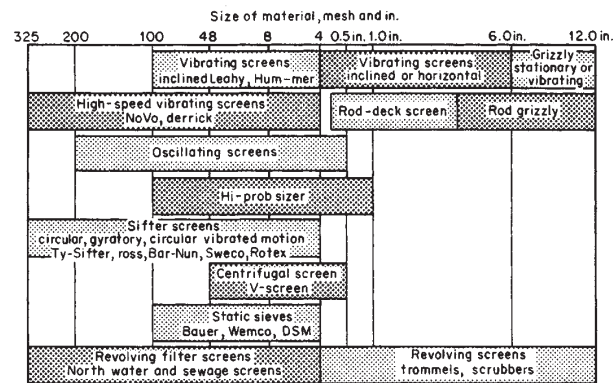 Size of material, mesh and in.
325 200 100 48 8 4 0.5 in. 1.0 in. 6.0 in. 12.0 in.
Vibrating screens
inclined Leahy, Hum-mer
Vibrating screens
inclined or horizontal
Grizzly
stationary or
vibrating
High-speed vibrating screens
NoVo, derrick
Rod-deck screen
Rod grizzly
Oscillating screens
Hi-prob sizer
Sifter screens
circular, gyratory, circular vibrated motion
Ty-Sifter, ross, Bar-Nun, Sweco, Rotex
Centrifugal screen
V-screen
Static sieves
Bauer, Wemco, DSM
Revolving filter screens
North water and sewage screens
Revolving screens
trommels, scrubbers